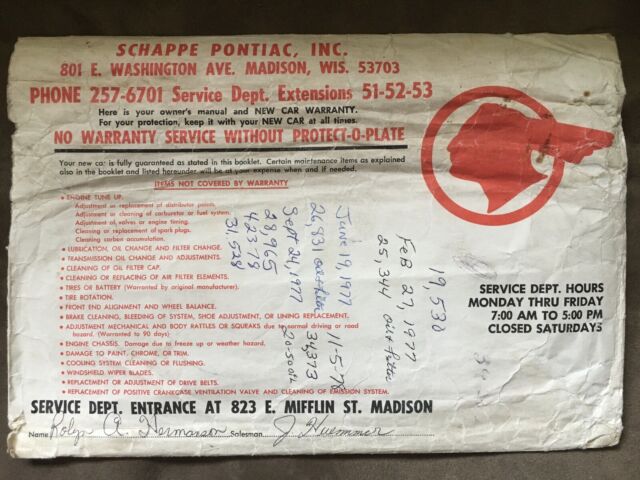 SCHAPPE PONTIAC, INC.
801 E. WASHINGTON AVE. MADISON, WIS. 53703
PHONE 257-6701 Service Dept. Extensions 51-52-53
Here is your owner's manual and NEW CAR WARRANTY.
For your protection, keep it with your NEW CAR at all times.
NO WARRANTY SERVICE WITHOUT PROTECT-O-PLATE
Your new car is fully guaranteed as stated in this booklet. Certain maintenance items as explained
also in the booklet and listed hereunder will be at your expense when and if needed.
ITEMS NOT COVERED BY WARRANTY
• ENGINE TUNE UP.
Adjustment or replacement of distributor points.
Adjustment or cleaning of carburetor or fuel system.
Adjustment of valves or engine timing.
Cleaning or replacement of spark plugs.
Cleaning carbon accumulation.
• LUBRICATION, OIL CHANGE AND FILTER CHANGE.
• TRANSMISSION OIL CHANGE AND ADJUSTMENTS.
• CLEANING OF OIL FILTER CAP.
• CLEANING OR REPLACING OF AIR FILTER ELEMENTS.
• TIRES OR BATTERY (Warranted by original manufacturer).
• TIRE ROTATION.
• FRONT END ALIGNMENT AND WHEEL BALANCE.
• BRAKE CLEANING, BLEEDING OF SYSTEM, SHOE ADJUSTMENT, OR LINING REPLACEMENT.
• ADJUSTMENT MECHANICAL AND BODY RATTLES OR SQUEAKS due to normal driving or road
hazard. (Warranted to 90 days)
• ENGINE CHASSIS. Damage due to freeze up or weather hazard.
• DAMAGE TO PAINT, CHROME, OR TRIM.
• COOLING SYSTEM CLEANING OR FLUSHING.
• WINDSHIELD WIPER BLADES.
• REPLACEMENT OR ADJUSTMENT OF DRIVE BELTS.
• REPLACEMENT OF POSITIVE CRANKCASE VENTILATION VALVE AND CLEANING OF EMISSION SYSTEM.
19,530
FEB 27, 1977
25,344 oil + filter
June 19, 1977
26,831 oil + filter
Sept 24, 1977
28,965
31,528
34,373
SERVICE DEPT. HOURS
MONDAY THRU FRIDAY
7:00 AM TO 5:00 PM
CLOSED SATURDAYS
SERVICE DEPT. ENTRANCE AT 823 E. MIFFLIN ST. MADISON
Name Rolyn A. Hermanson Salesman J Huemmer